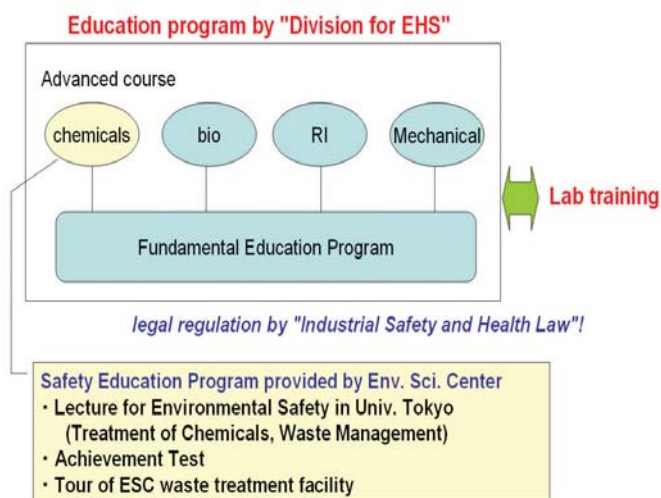 Education program by "Division for EHS"
Advanced course
chemicals
bio
RI
Mechanical
Lab training
Fundamental Education Program
legal regulation by "Industrial Safety and Health Law"!
Safety Education Program provided by Env. Sci. Center
・Lecture for Environmental Safety in Univ. Tokyo
(Treatment of Chemicals, Waste Management)
・Achievement Test
・Tour of ESC waste treatment facility